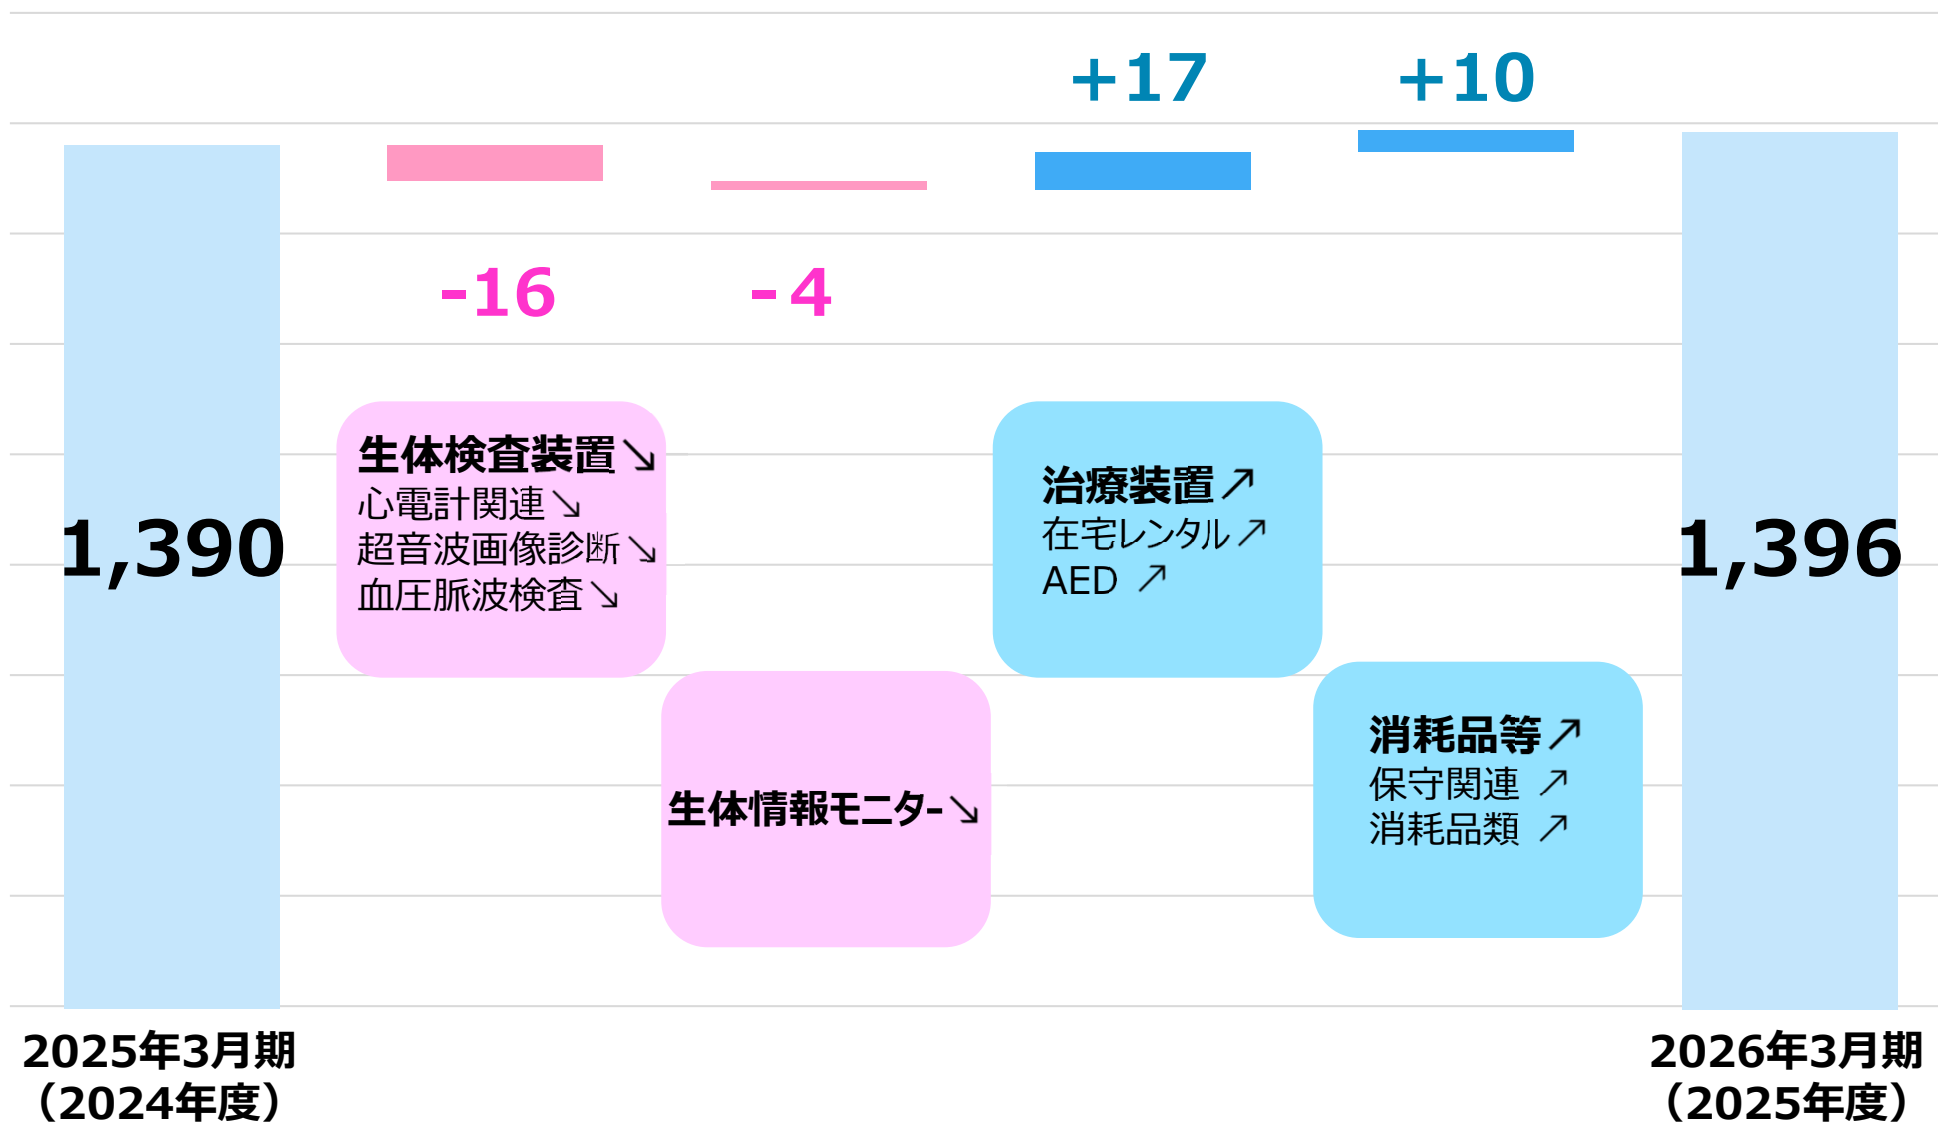 +17
+10
-16
-4
1,390
生体検査装置↘
心電計関連↘
超音波画像診断↘
血圧脈波検査↘
生体情報モニター↘
治療装置↗
在宅レンタル↗
AED ↗
消耗品等↗
保守関連 ↗
消耗品類 ↗
1,396
2025年3月期
（2024年度）
2026年3月期
（2025年度）